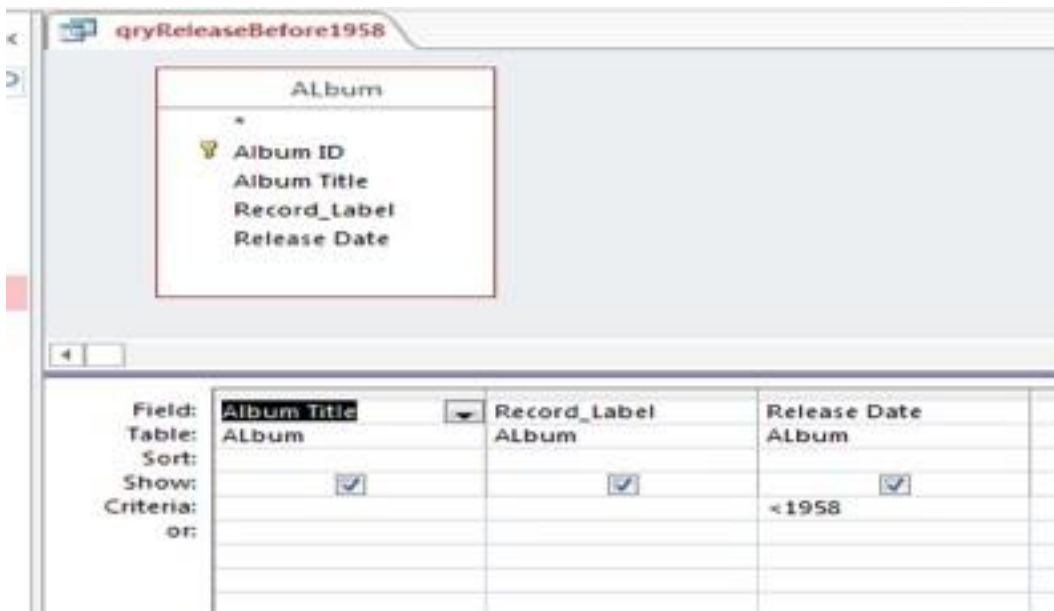 qryReleaseBefore1958
ALbum
*
Album ID
Album Title
Record_Label
Release Date
Field: Album Title Record_Label Release Date
Table: ALbum ALbum ALbum
Sort:
Show:
Criteria: <1958
or: